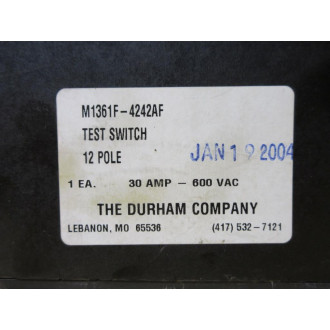 M1361F-4242AF
TEST SWITCH
12 POLE JAN 19 2004
1 EA. 30 AMP - 600 VAC
THE DURHAM COMPANY
LEBANON, MO 65536 (417) 532-7121